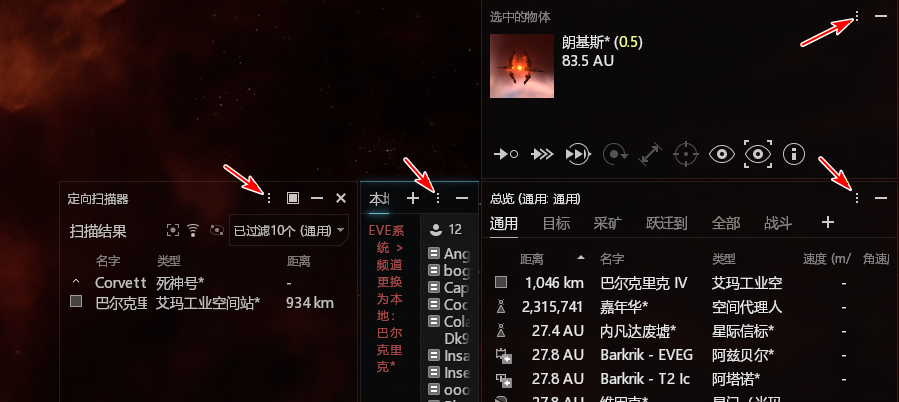 选中的物体
朗基斯* (0.5)
83.5 AU
定向扫描器
扫描结果
已过滤10个 (通用)
名字 类型 距离
Corvett 死神号* -
巴尔克里 艾玛工业空间站* 934 km
本地
12
EVE系
统 >
频道
更换
为本
地:
巴尔
克里
克*
Ang
bog
Cap
Coc
Cola
Dk9
Insa
Inse
ooo
总览 (通用: 通用)
通用 目标 采矿 跃迁到 全部 战斗
距离 名字 类型 速度 (m/ 角速
1,046 km 巴尔克里克 IV 艾玛工业空 -
2,315,741 嘉年华* 空间代理人 -
27.4 AU 内凡达废墟* 星际信标* -
27.8 AU Barkrik - EVEG 阿兹贝尔* -
27.8 AU Barkrik - T2 Ic 阿塔诺* -
27.8 AU